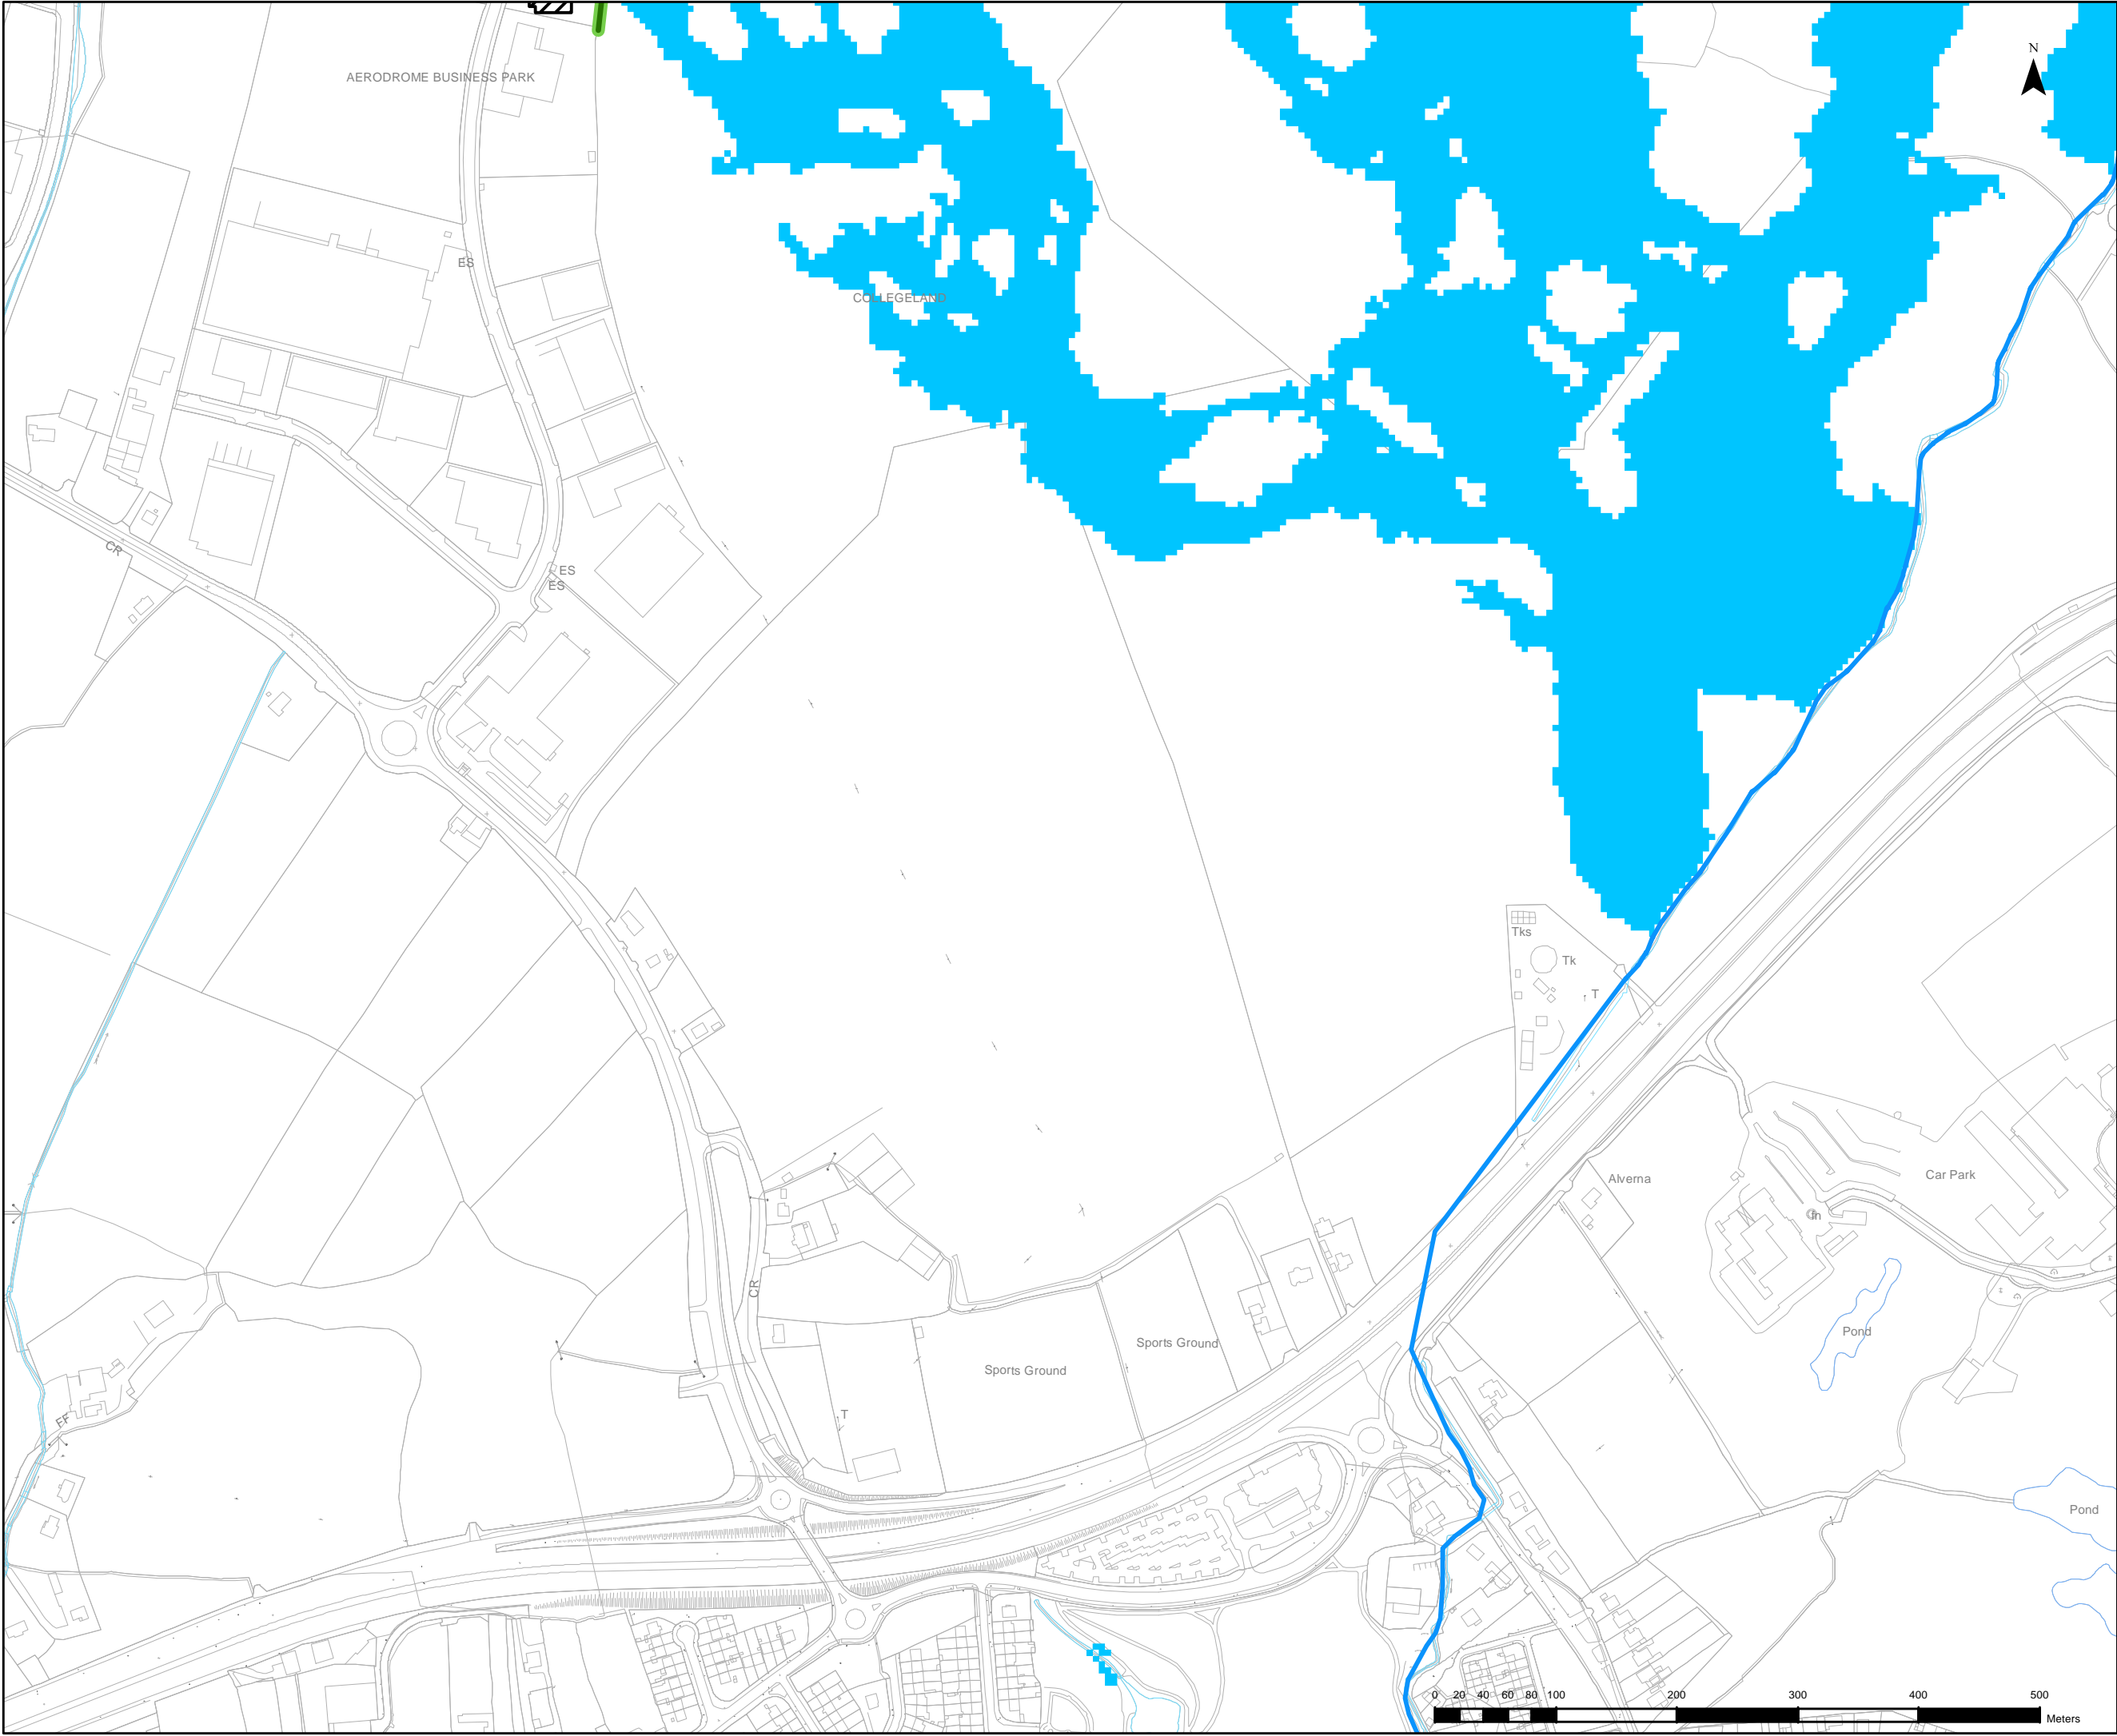 N
AERODROME BUSINESS PARK
ES
COLLEGELAND
CR
ES
ES
Tks
Tk
T
Alverna
Car Park
CR
Pond
Sports Ground
Sports Ground
T
FF
Pond
0 20 40 60 80 100 200 300 400 500
Meters